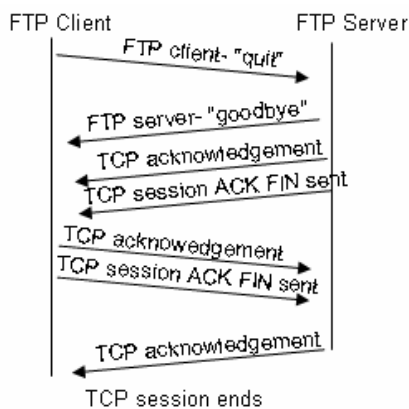 FTP Client FTP Server
FTP client- "quit"
FTP server- "goodbye"
TCP acknowledgement
TCP session ACK FIN sent
TCP acknowedgement
TCP session ACK FIN sent
TCP acknowledgement
TCP session ends